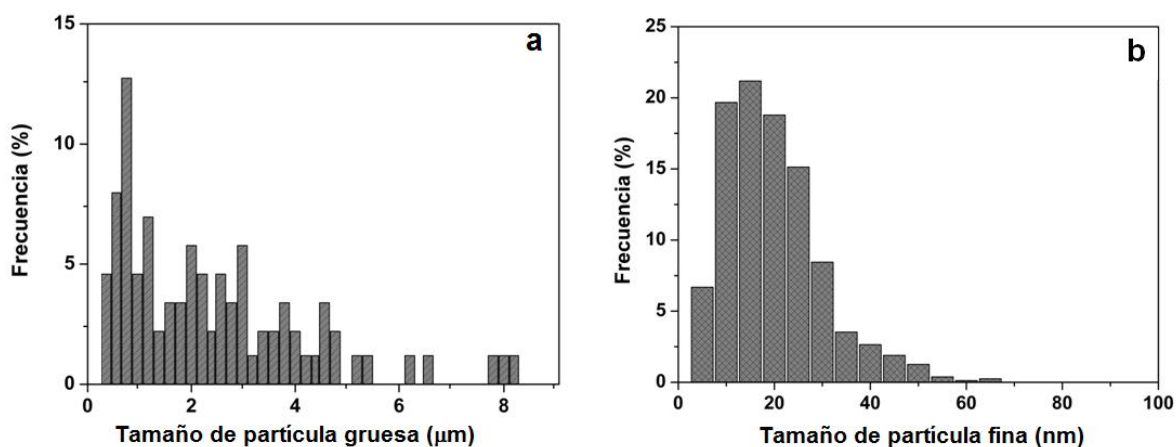 a
15
10
5
0
Frecuencia (%)
0 2 4 6 8
Tamaño de partícula gruesa (μm)
b
25
20
15
10
5
0
Frecuencia (%)
0 20 40 60 80 100
Tamaño de partícula fina (nm)